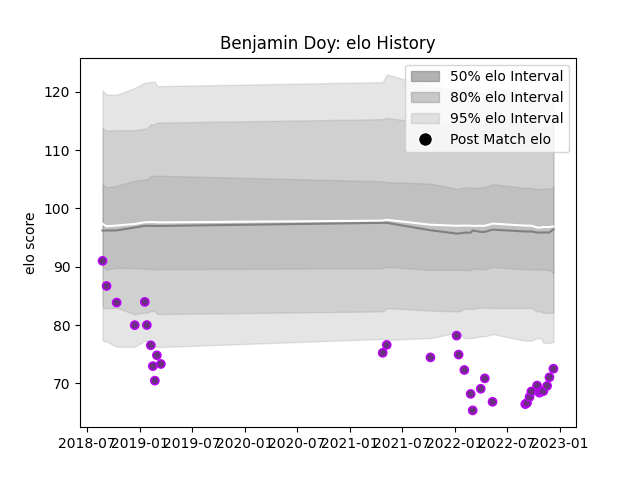 Benjamin Doy: elo History
50% elo Interval
80% elo Interval
95% elo Interval
Post Match elo
elo score
120
110
100
90
80
70
2018-07 2019-01 2019-07 2020-01 2020-07 2021-01 2021-07 2022-01 2022-07 2023-01